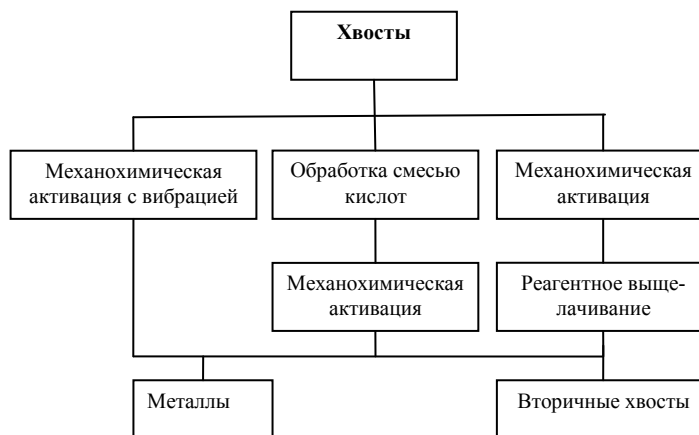 Хвосты
Механохимическая
активация с вибрацией
Обработка смесью
кислот
Механохимическая
активация
Механохимическая
активация
Реагентное выще-
лачивание
Металлы
Вторичные хвосты